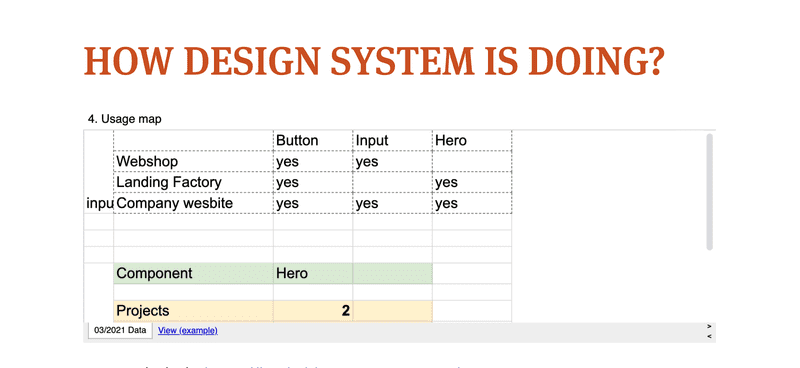 HOW DESIGN SYSTEM IS DOING?
4. Usage map
Button Input Hero
Webshop yes yes
Landing Factory yes yes
inpu Company wesbite yes yes yes
Component Hero
Projects 2
03/2021 Data View (example)
>
<